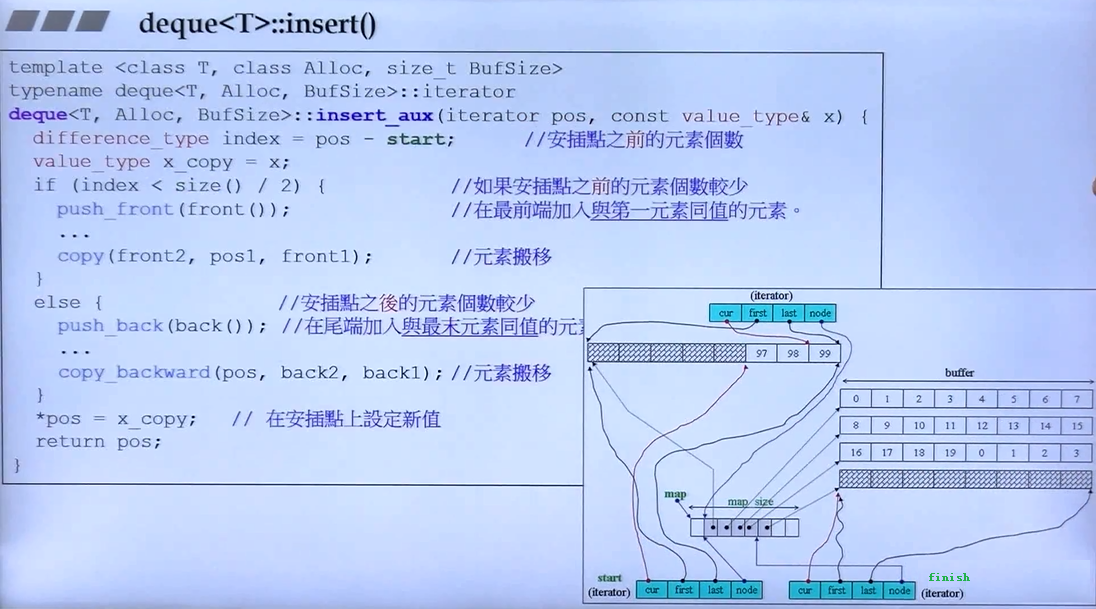 deque<T>::insert()
template <class T, class Alloc, size_t BufSize>
typename deque<T, Alloc, BufSize>::iterator
deque<T, Alloc, BufSize>::insert_aux(iterator pos, const value_type& x) {
difference_type index = pos - start; //安插點之前的元素個數
value_type x_copy = x;
if (index < size() / 2) { //如果安插點之前的元素個數較少
push_front(front()); //在最前端加入與第一元素同值的元素。
...
copy(front2, pos1, front1); //元素搬移
}
else { //安插點之後的元素個數較少
push_back(back()); //在尾端加入與最末元素同值的元
...
copy_backward(pos, back2, back1); //元素搬移
}
*pos = x_copy; // 在安插點上設定新值
return pos;
}
(iterator)
cur first last node
97 98 99
buffer
0 1 2 3 4 5 6 7
8 9 10 11 12 13 14 15
16 17 18 19 0 1 2 3
map
map size
start
(iterator)
cur first last node
cur first last node
finish
(iterator)